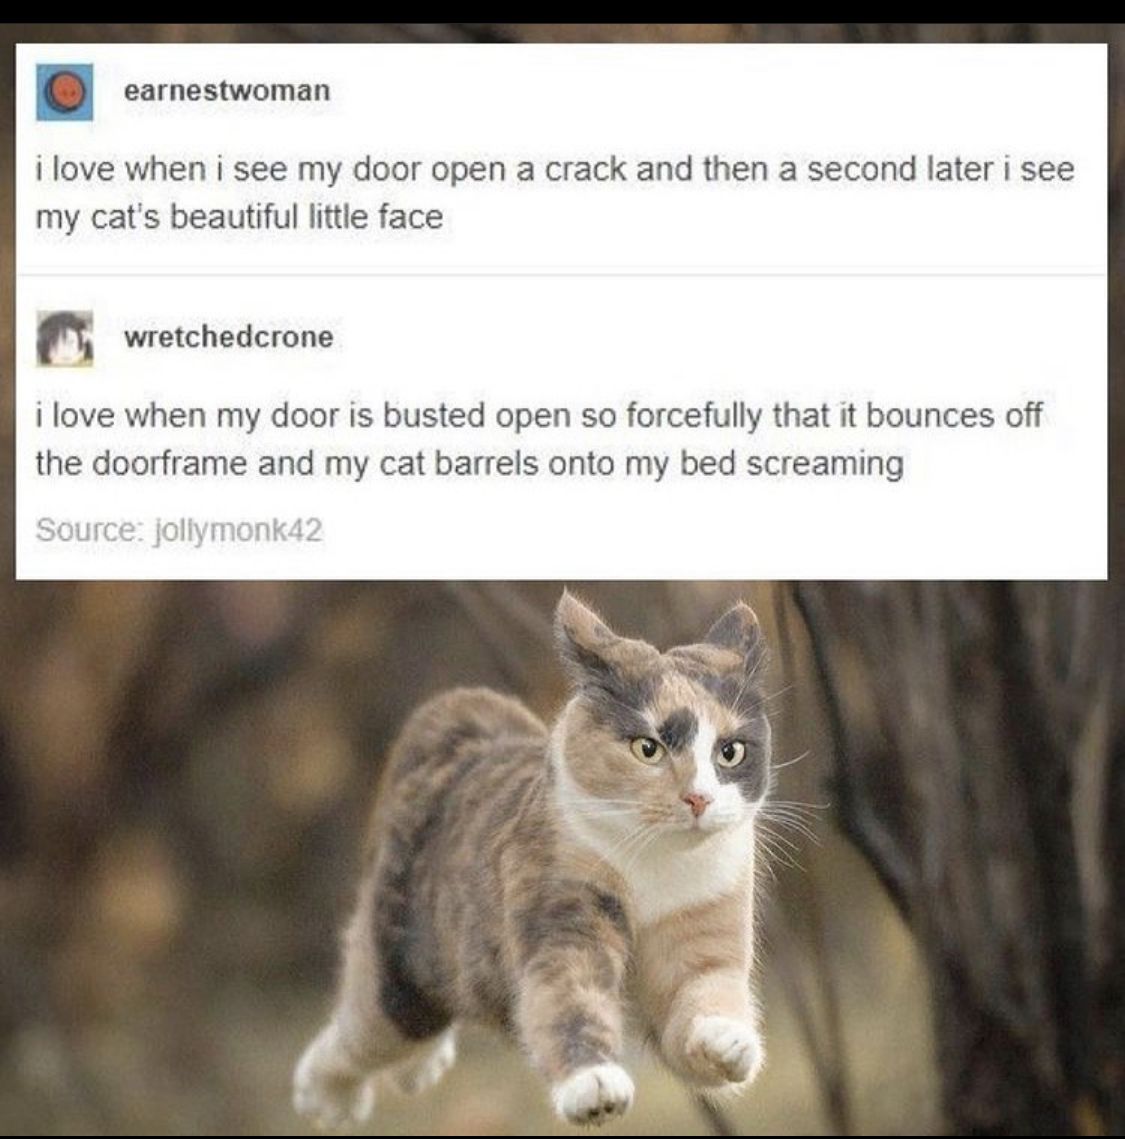 earnestwoman
i love when i see my door open a crack and then a second later i see
my cat's beautiful little face
wretchedcrone
i love when my door is busted open so forcefully that it bounces off
the doorframe and my cat barrels onto my bed screaming
Source: jollymonk42